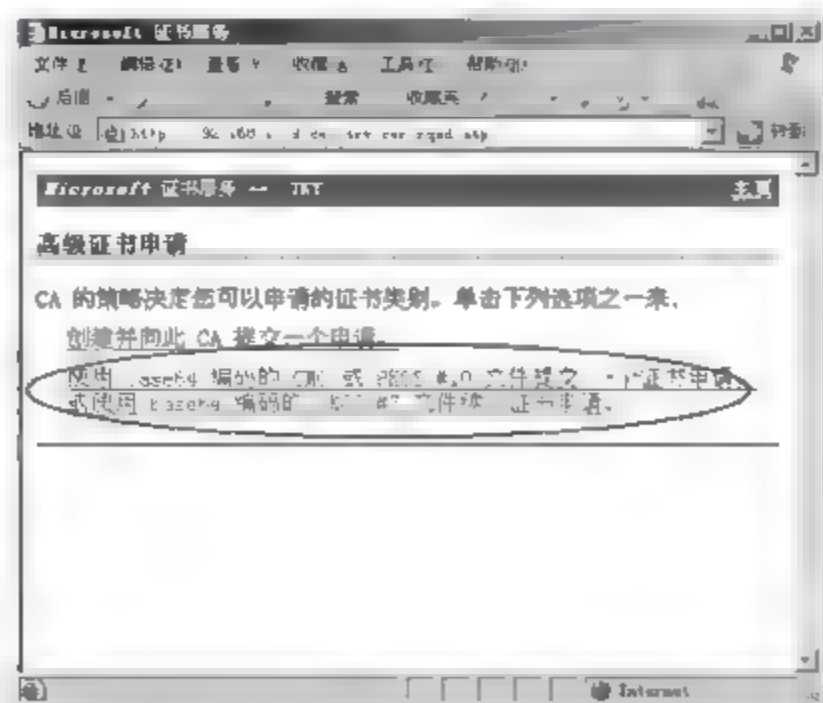 Microsoft 证书服务
文件 编辑 查看 收藏 工具 帮助
后退 搜索 收藏夹
地址 转到
Microsoft 证书服务 -- 主页
高级证书申请
CA 的策略决定您可以申请的证书类别。单击下列选项之一来:
创建并向此 CA 提交一个申请。
使用 base64 编码的 CMC 或 PKCS #10 文件提交 证书申请,
或使用 base64 编码的 文件续 证书申请。
Internet